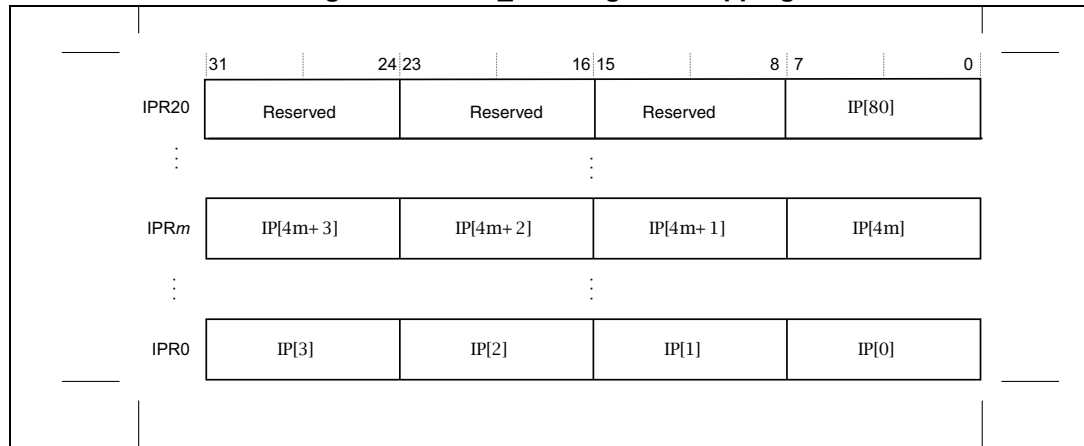 31 24 23 16 15 8 7 0
IPR20 Reserved Reserved Reserved IP[80]
IPRm IP[4m+3] IP[4m+2] IP[4m+1] IP[4m]
IPR0 IP[3] IP[2] IP[1] IP[0]